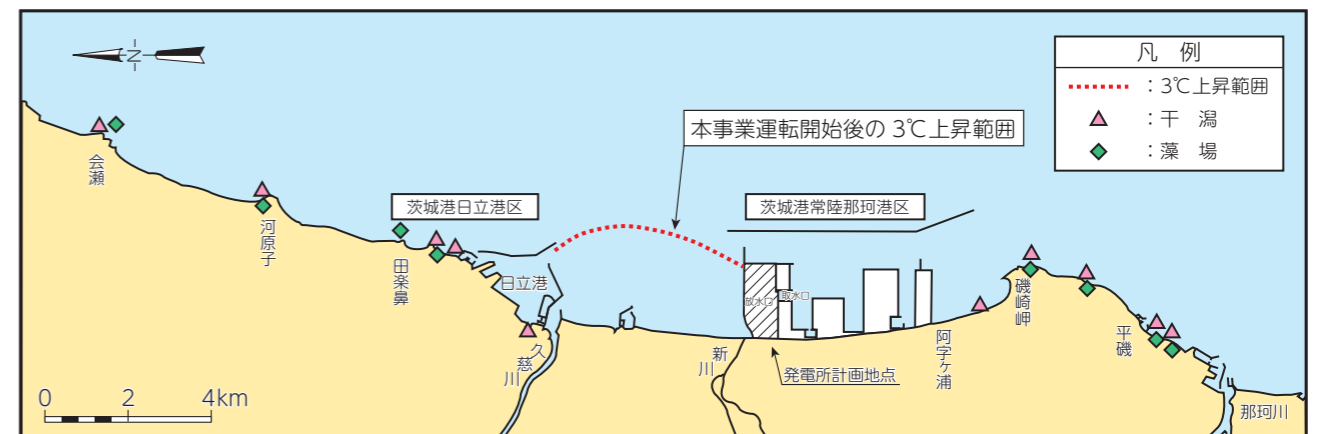 N
凡 例
：3℃上昇範囲
：干 潟
：藻 場
本事業運転開始後の3℃上昇範囲
会瀬
河原子
茨城港日立港区
茨城港常陸那珂港区
田楽鼻
日立港
久慈川
放水口
取水口
新川
発電所計画地点
阿字ヶ浦
磯崎岬
平磯
那珂川
0 2 4km